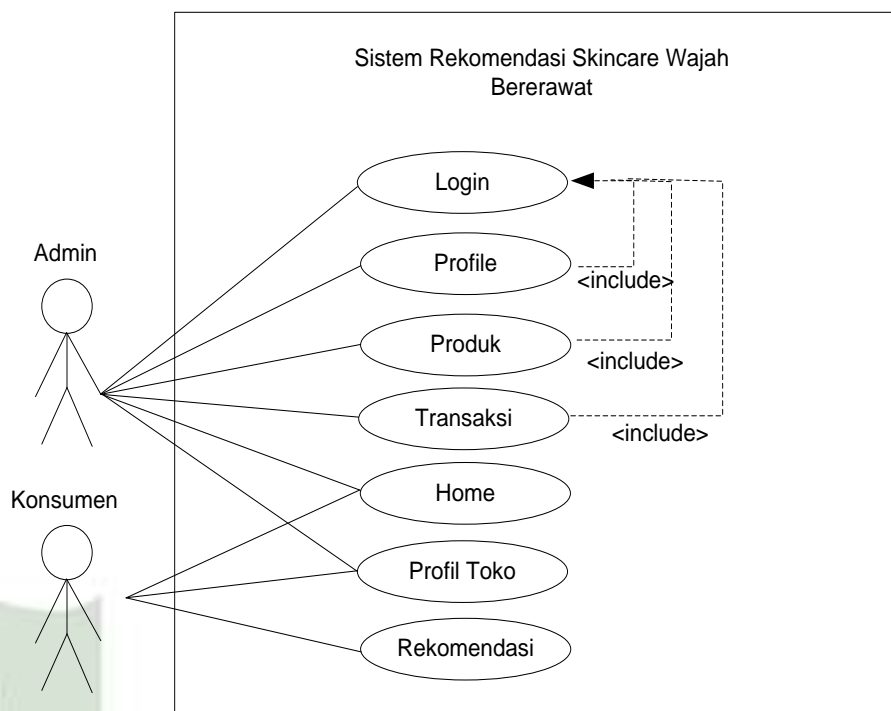 Sistem Rekomendasi Skincare Wajah
Bererawat
Login
Admin
Profile
<include>
Produk
<include>
Transaksi
<include>
Home
Konsumen
Profil Toko
Rekomendasi